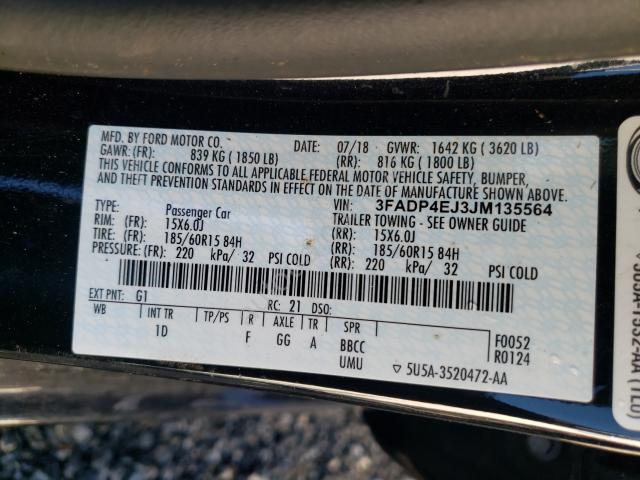 MFD. BY FORD MOTOR CO. DATE: 07/18 GVWR: 1642 KG ( 3620 LB)
GAWR: (FR): 839 KG ( 1850 LB) (RR): 816 KG ( 1800 LB)
THIS VEHICLE CONFORMS TO ALL APPLICABLE FEDERAL MOTOR VEHICLE SAFETY, BUMPER,
AND THEFT PREVENTION STANDARDS IN EFFECT ON THE DATE OF MANUFACTURE SHOWN ABOVE.
VIN: 3FADP4EJ3JM135564
TYPE: Passenger Car TRAILER TOWING - SEE OWNER GUIDE
RIM: (FR): 15X6.0J (RR): 15X6.0J
TIRE: (FR): 185/60R15 84H (RR): 185/60R15 84H
PRESSURE: (FR): 220 kPa/ 32 PSI COLD (RR): 220 kPa/ 32 PSI COLD
EXT PNT: G1 RC: 21 DSO:
WB INT TR TP/PS R AXLE TR SPR F0052
1D F GG A BBCC R0124
UMU ▽ 5U5A-3520472-AA